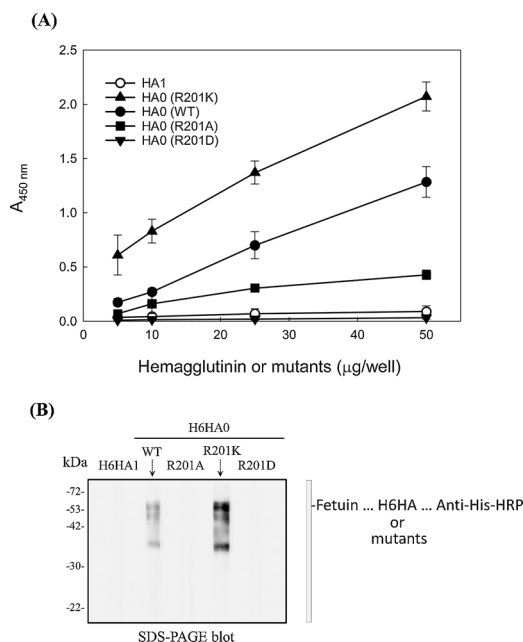 (A)
2.5
2.0
1.5
1.0
0.5
0.0
A450 nm
HA1
HA0 (R201K)
HA0 (WT)
HA0 (R201A)
HA0 (R201D)
0 10 20 30 40 50
Hemagglutinin or mutants (μg/well)
(B)
H6HA0
WT R201K
kDa H6HA1 R201A R201D
-72-
-53-
-42-
-30-
-22-
-Fetuin ... H6HA ... Anti-His-HRP
or
mutants
SDS-PAGE blot